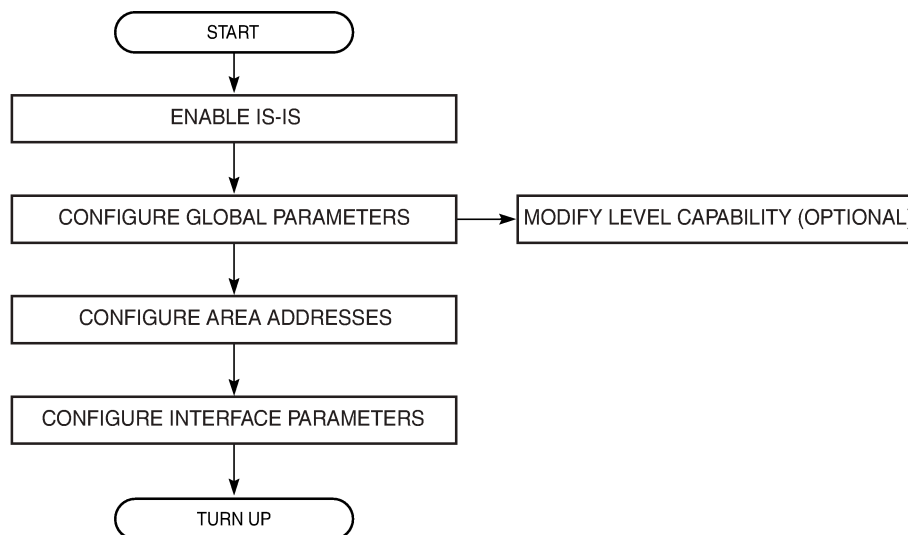 START
ENABLE IS-IS
CONFIGURE GLOBAL PARAMETERS
MODIFY LEVEL CAPABILITY (OPTIONAL)
CONFIGURE AREA ADDRESSES
CONFIGURE INTERFACE PARAMETERS
TURN UP